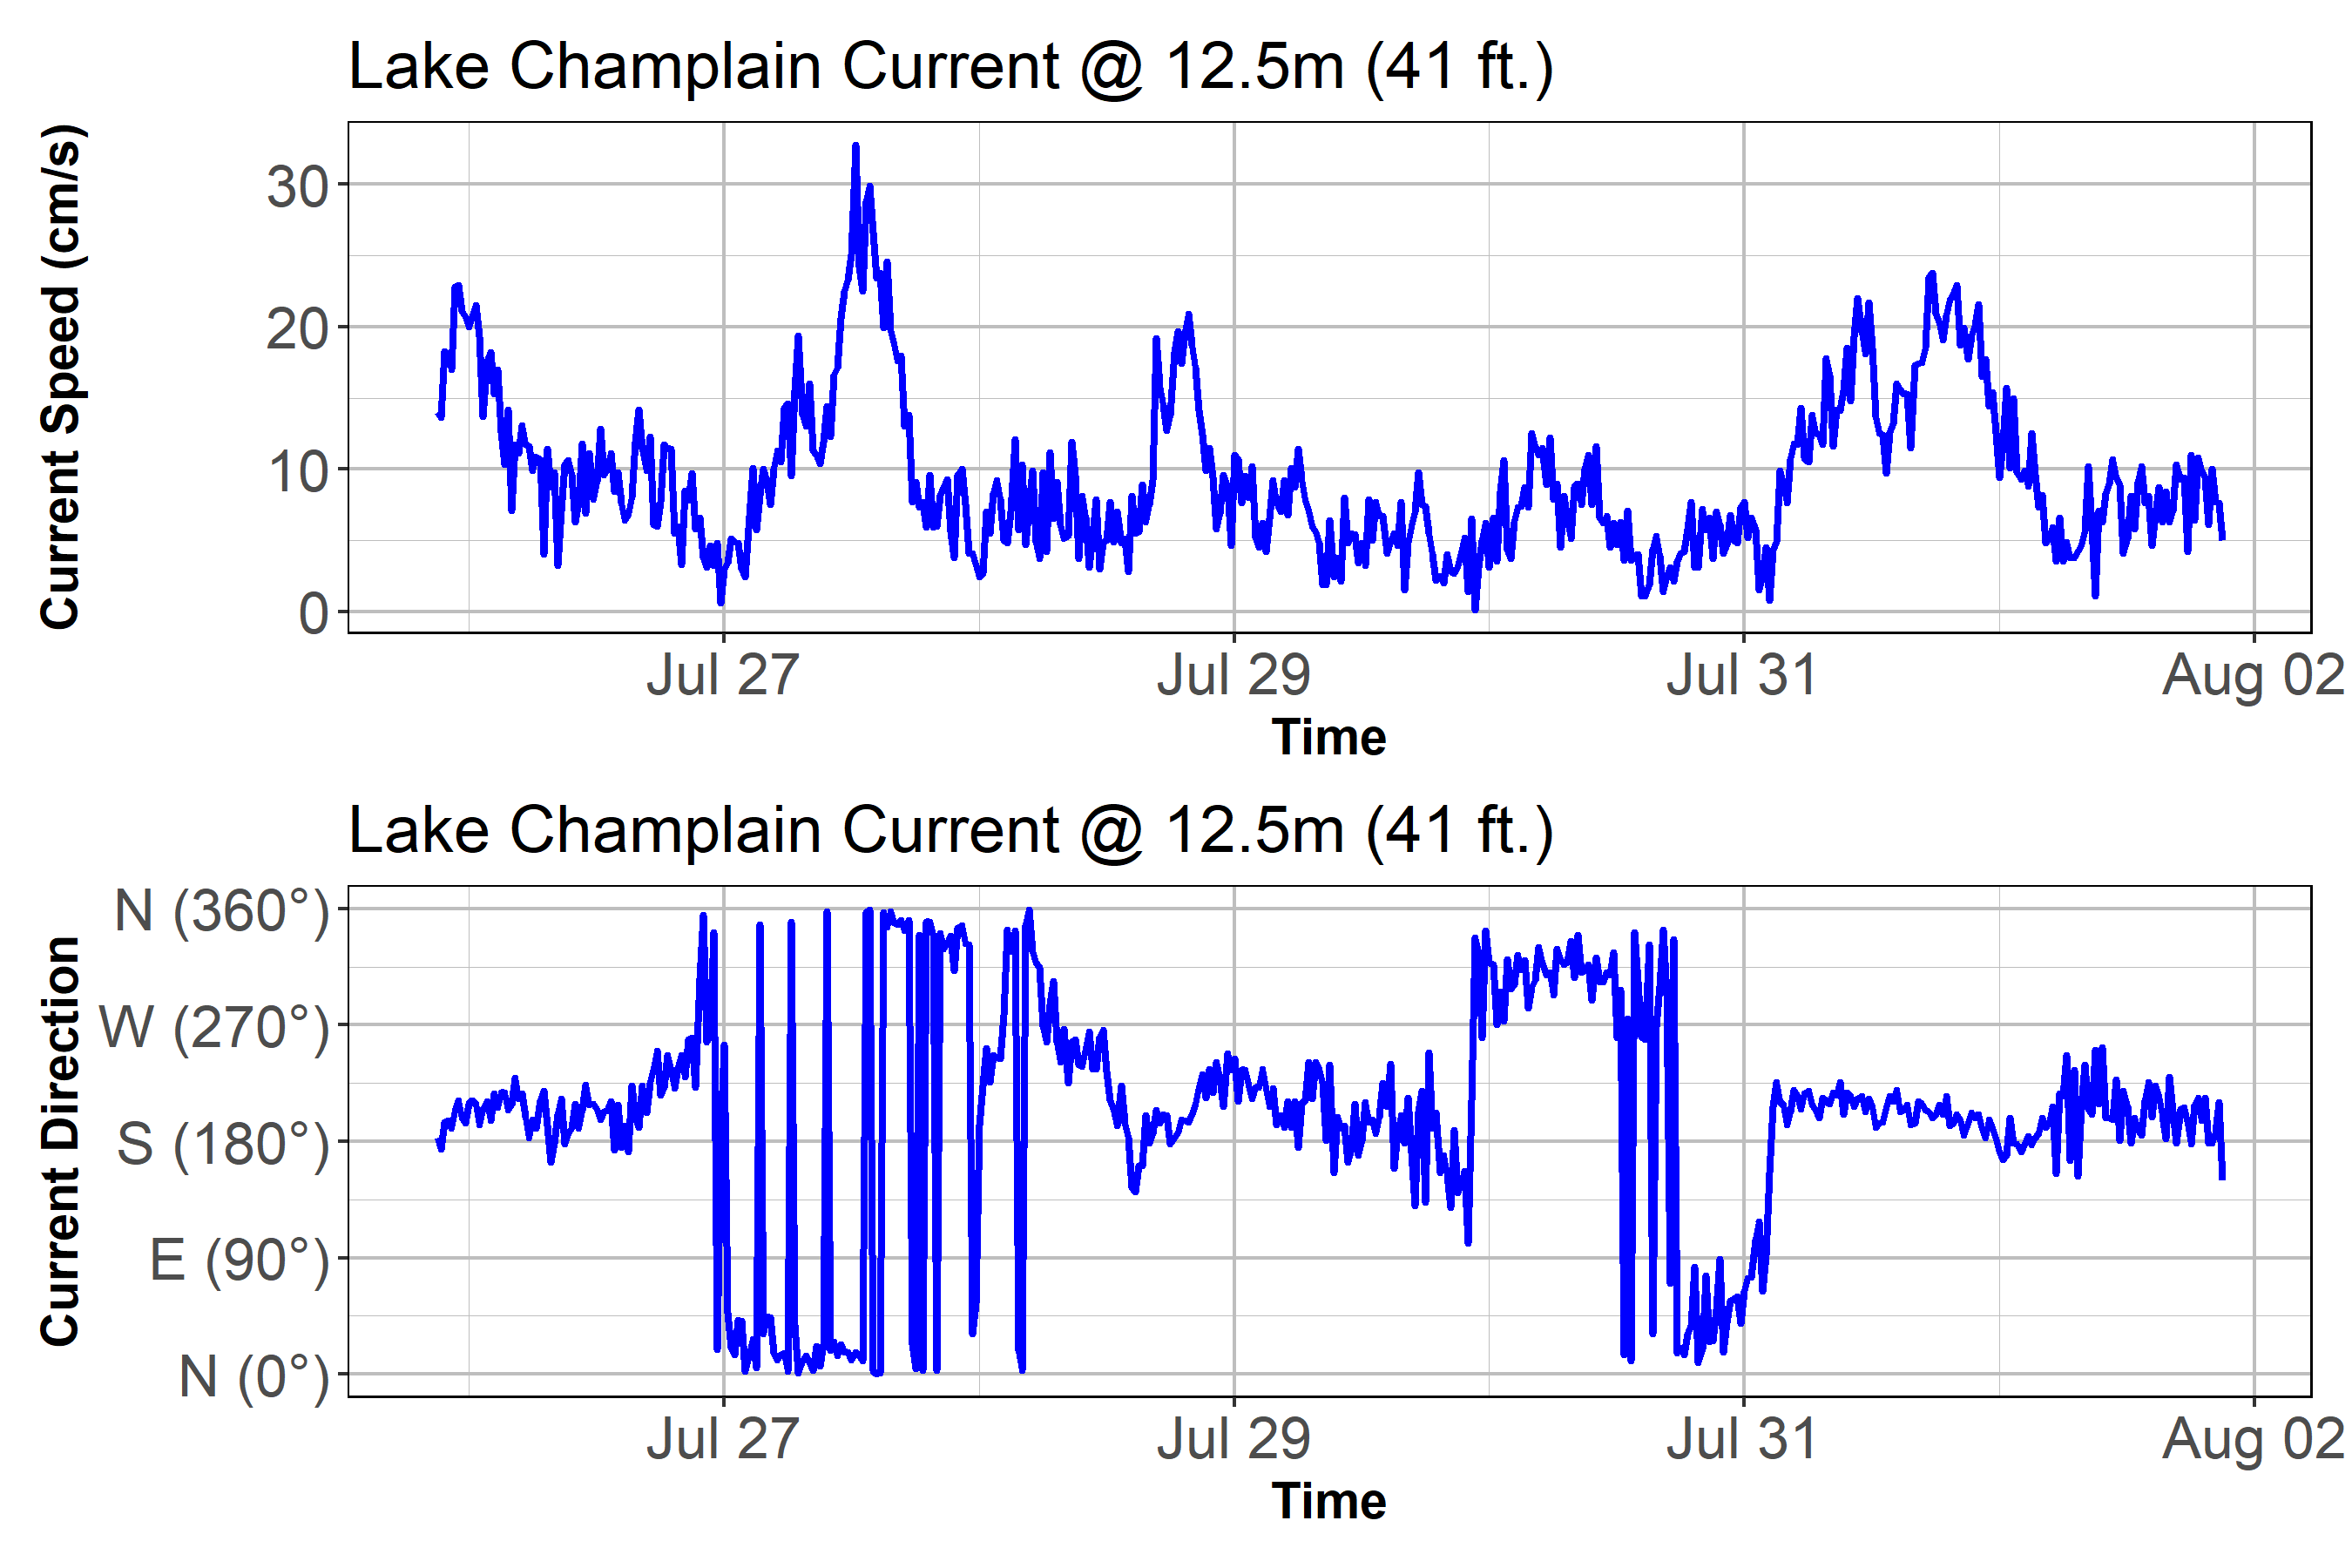 Lake Champlain Current @ 12.5m (41 ft.)
Current Speed (cm/s)
30
20
10
0
Jul 27 Jul 29 Jul 31 Aug 02
Time
Lake Champlain Current @ 12.5m (41 ft.)
Current Direction
N (360°)
W (270°)
S (180°)
E (90°)
N (0°)
Jul 27 Jul 29 Jul 31 Aug 02
Time